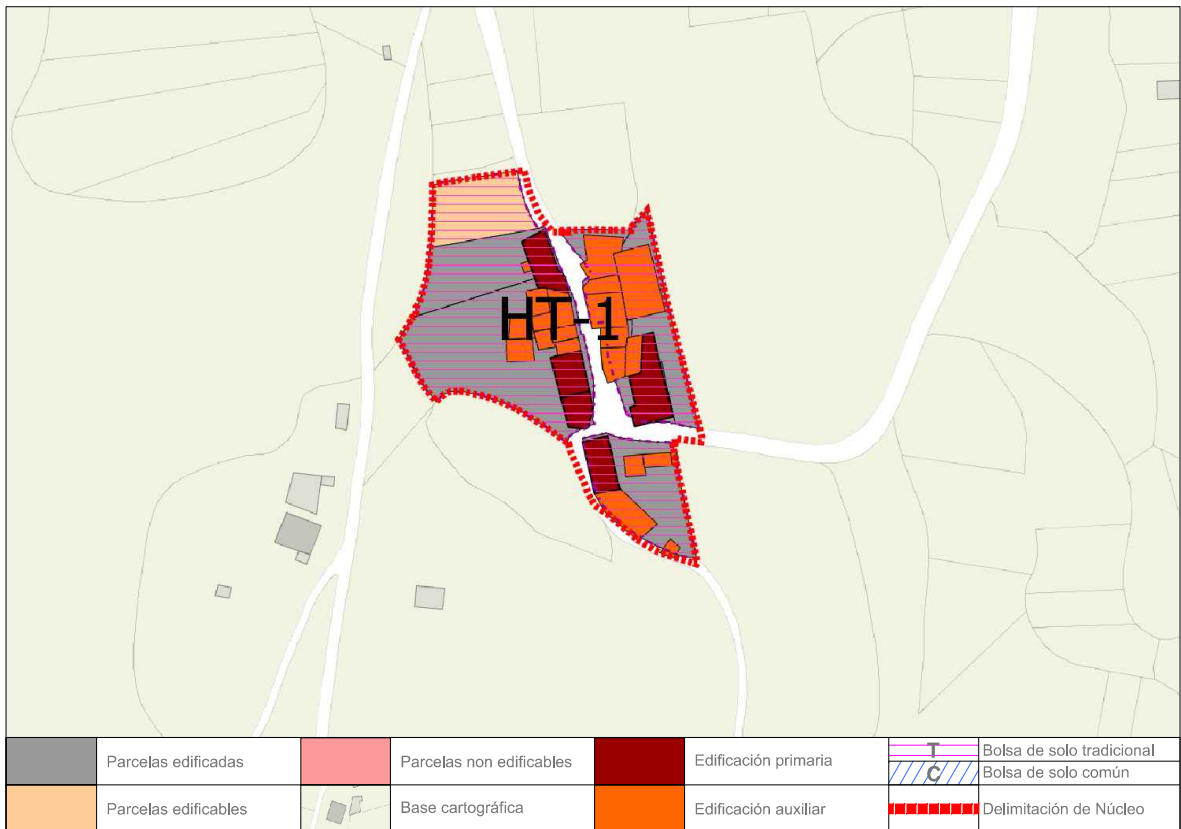 HT-1
Parcelas edificadas
Parcelas non edificables
Edificación primaria
T
Bolsa de solo tradicional
C
Bolsa de solo común
Parcelas edificables
Base cartográfica
Edificación auxiliar
Delimitación de Núcleo